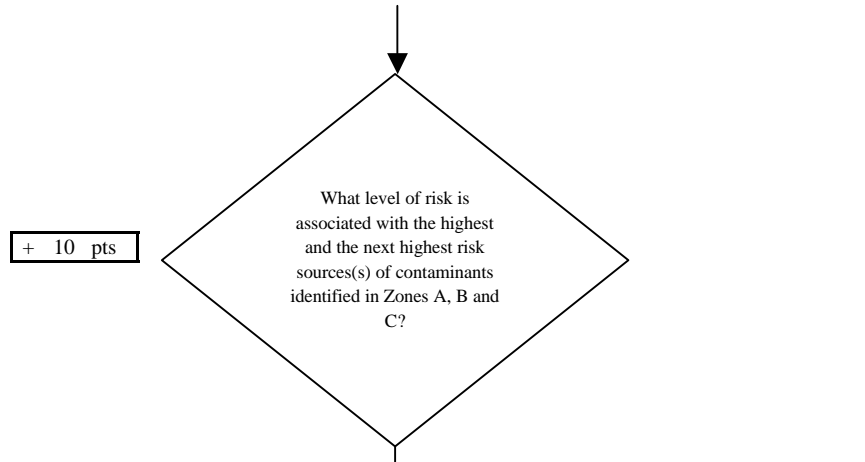 What level of risk is
associated with the highest
and the next highest risk
sources(s) of contaminants
identified in Zones A, B and
C?
+ 10 pts